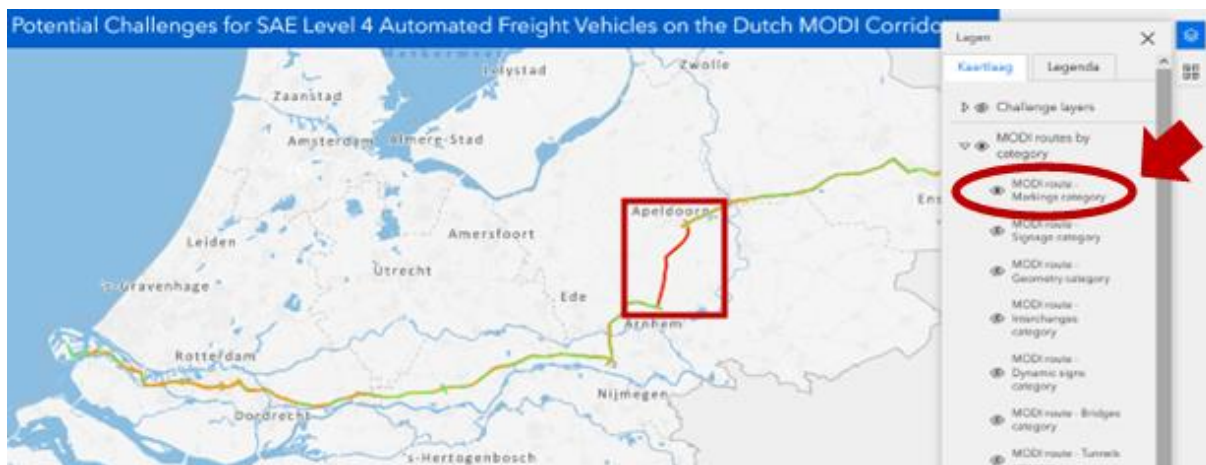 Potential Challenges for SAE Level 4 Automated Freight Vehicles on the Dutch MODI Corrido
Lagen
Kaartlaag Legenda
Challenge layers
MODI routes by
category
MODI route -
Markings category
MODI route -
Signage category
MODI route -
Geometry category
MODI route -
Interchanges
category
MODI route -
Dynamic signs
category
MODI route - Bridges
category
MODI route - Tunnels
Lelystad
Zwolle
Zaanstad
Amsterdam
Almere-Stad
Ens
Apeldoorn
Leiden
Amersfoort
Utrecht
's-Gravenhage
Ede
Arnhem
Rotterdam
Nijmegen
Dordrecht
's-Hertogenbosch